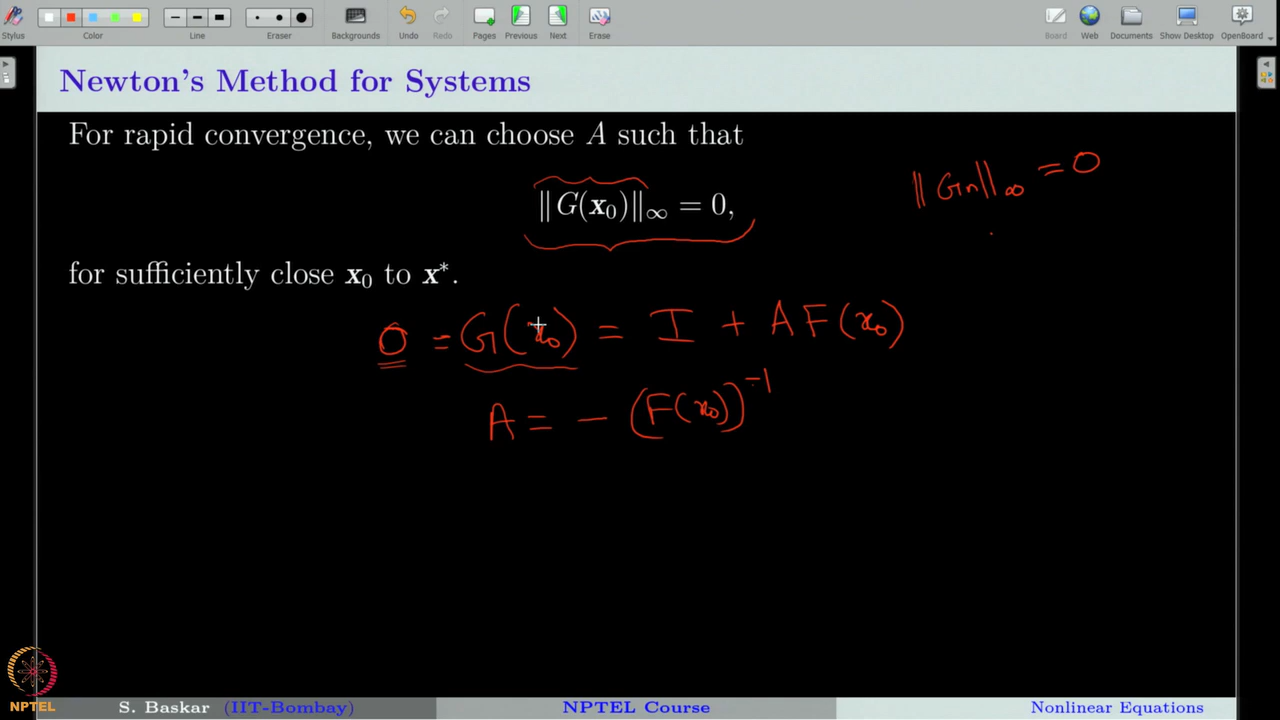 Stylus Color Line Eraser Backgrounds Undo Redo Pages Previous Next Erase Board Web Documents Show Desktop OpenBoard
Newton's Method for Systems
For rapid convergence, we can choose A such that
‖G(x₀)‖∞ = 0,
‖Gn‖∞ = 0
for sufficiently close x₀ to x*.
0 = G(x₀) = I + A F(x₀)
A = - (F(x₀))⁻¹
NPTEL
S. Baskar (IIT-Bombay) NPTEL Course Nonlinear Equations